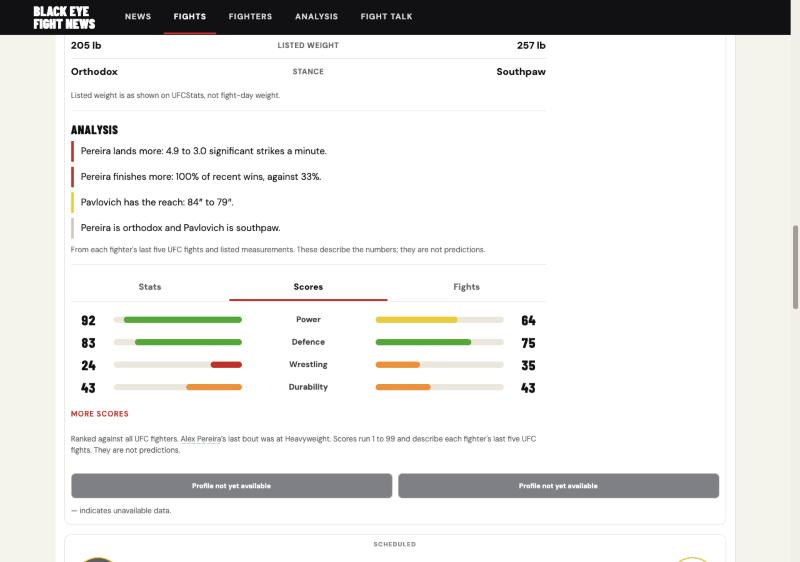 BLACK EYE
FIGHT NEWS
NEWS FIGHTS FIGHTERS ANALYSIS FIGHT TALK
205 lb LISTED WEIGHT 257 lb
Orthodox STANCE Southpaw
Listed weight is as shown on UFCStats, not fight-day weight.
ANALYSIS
Pereira lands more: 4.9 to 3.0 significant strikes a minute.
Pereira finishes more: 100% of recent wins, against 33%.
Pavlovich has the reach: 84" to 79".
Pereira is orthodox and Pavlovich is southpaw.
From each fighter's last five UFC fights and listed measurements. These describe the numbers; they are not predictions.
Stats Scores Fights
92 Power 64
83 Defence 75
24 Wrestling 35
43 Durability 43
MORE SCORES
Ranked against all UFC fighters. Alex Pereira's last bout was at Heavyweight. Scores run 1 to 99 and describe each fighter's last five UFC
fights. They are not predictions.
Profile not yet available Profile not yet available
— indicates unavailable data.
SCHEDULED